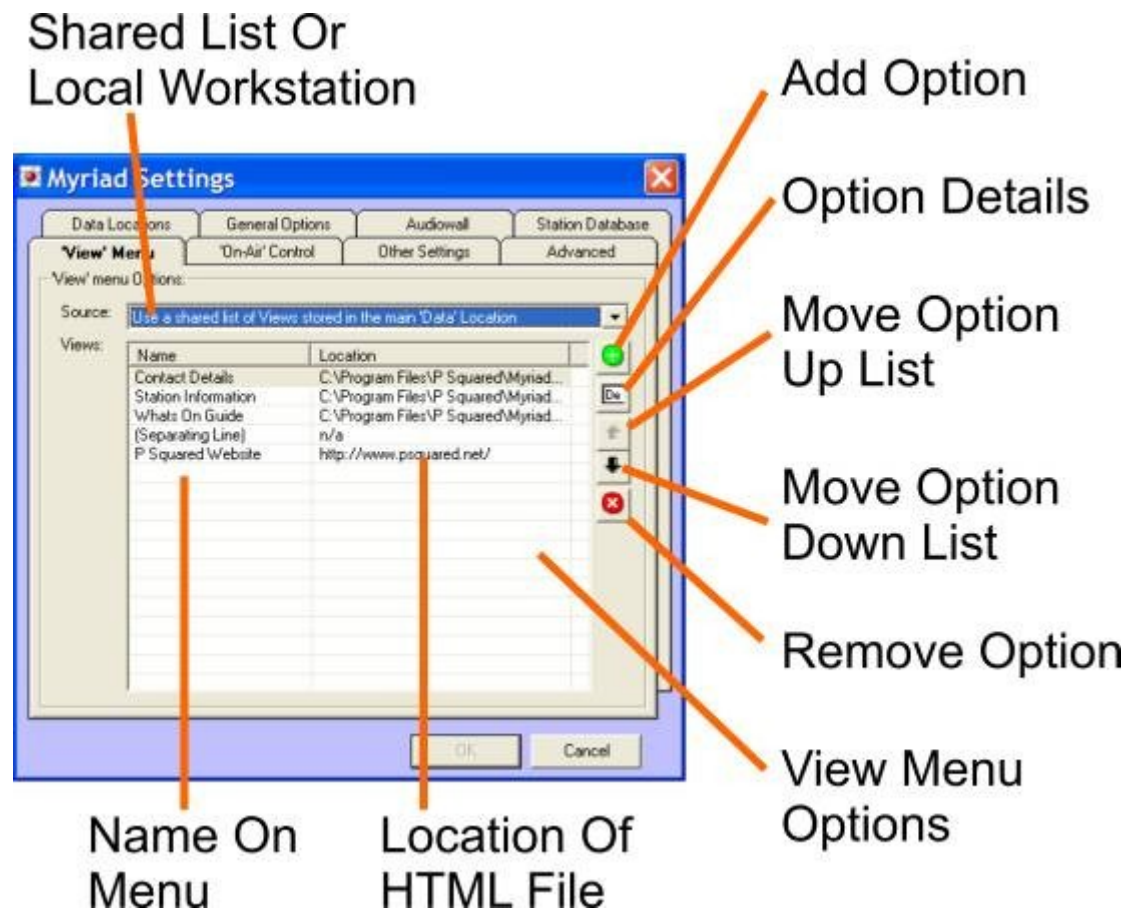 Shared List Or
Local Workstation
Add Option
Myriad Settings
Option Details
Data Locations General Options Audiowall Station Database
'View' Menu 'On-Air' Control Other Settings Advanced
'View' menu Options:
Source: Use a shared list of Views stored in the main 'Data' Location
Move Option
Up List
Views:
Name Location
Contact Details C:\Program Files\P Squared\Myriad...
Station Information C:\Program Files\P Squared\Myriad...
De
Whats On Guide C:\Program Files\P Squared\Myriad...
(Separating Line) n/a
P Squared Website http://www.psquared.net/
Move Option
Down List
Remove Option
OK Cancel
View Menu
Options
Name On
Menu
Location Of
HTML File